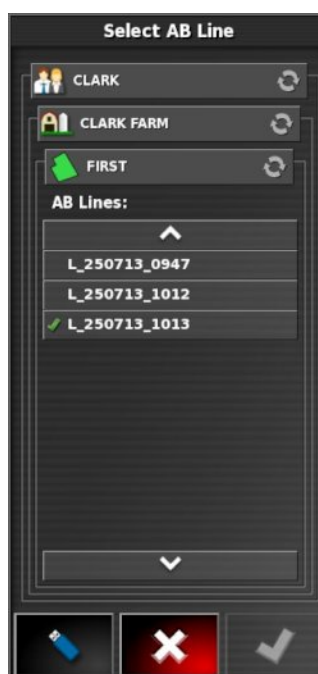 Select AB Line
CLARK
CLARK FARM
FIRST
AB Lines:
L_250713_0947
L_250713_1012
L_250713_1013